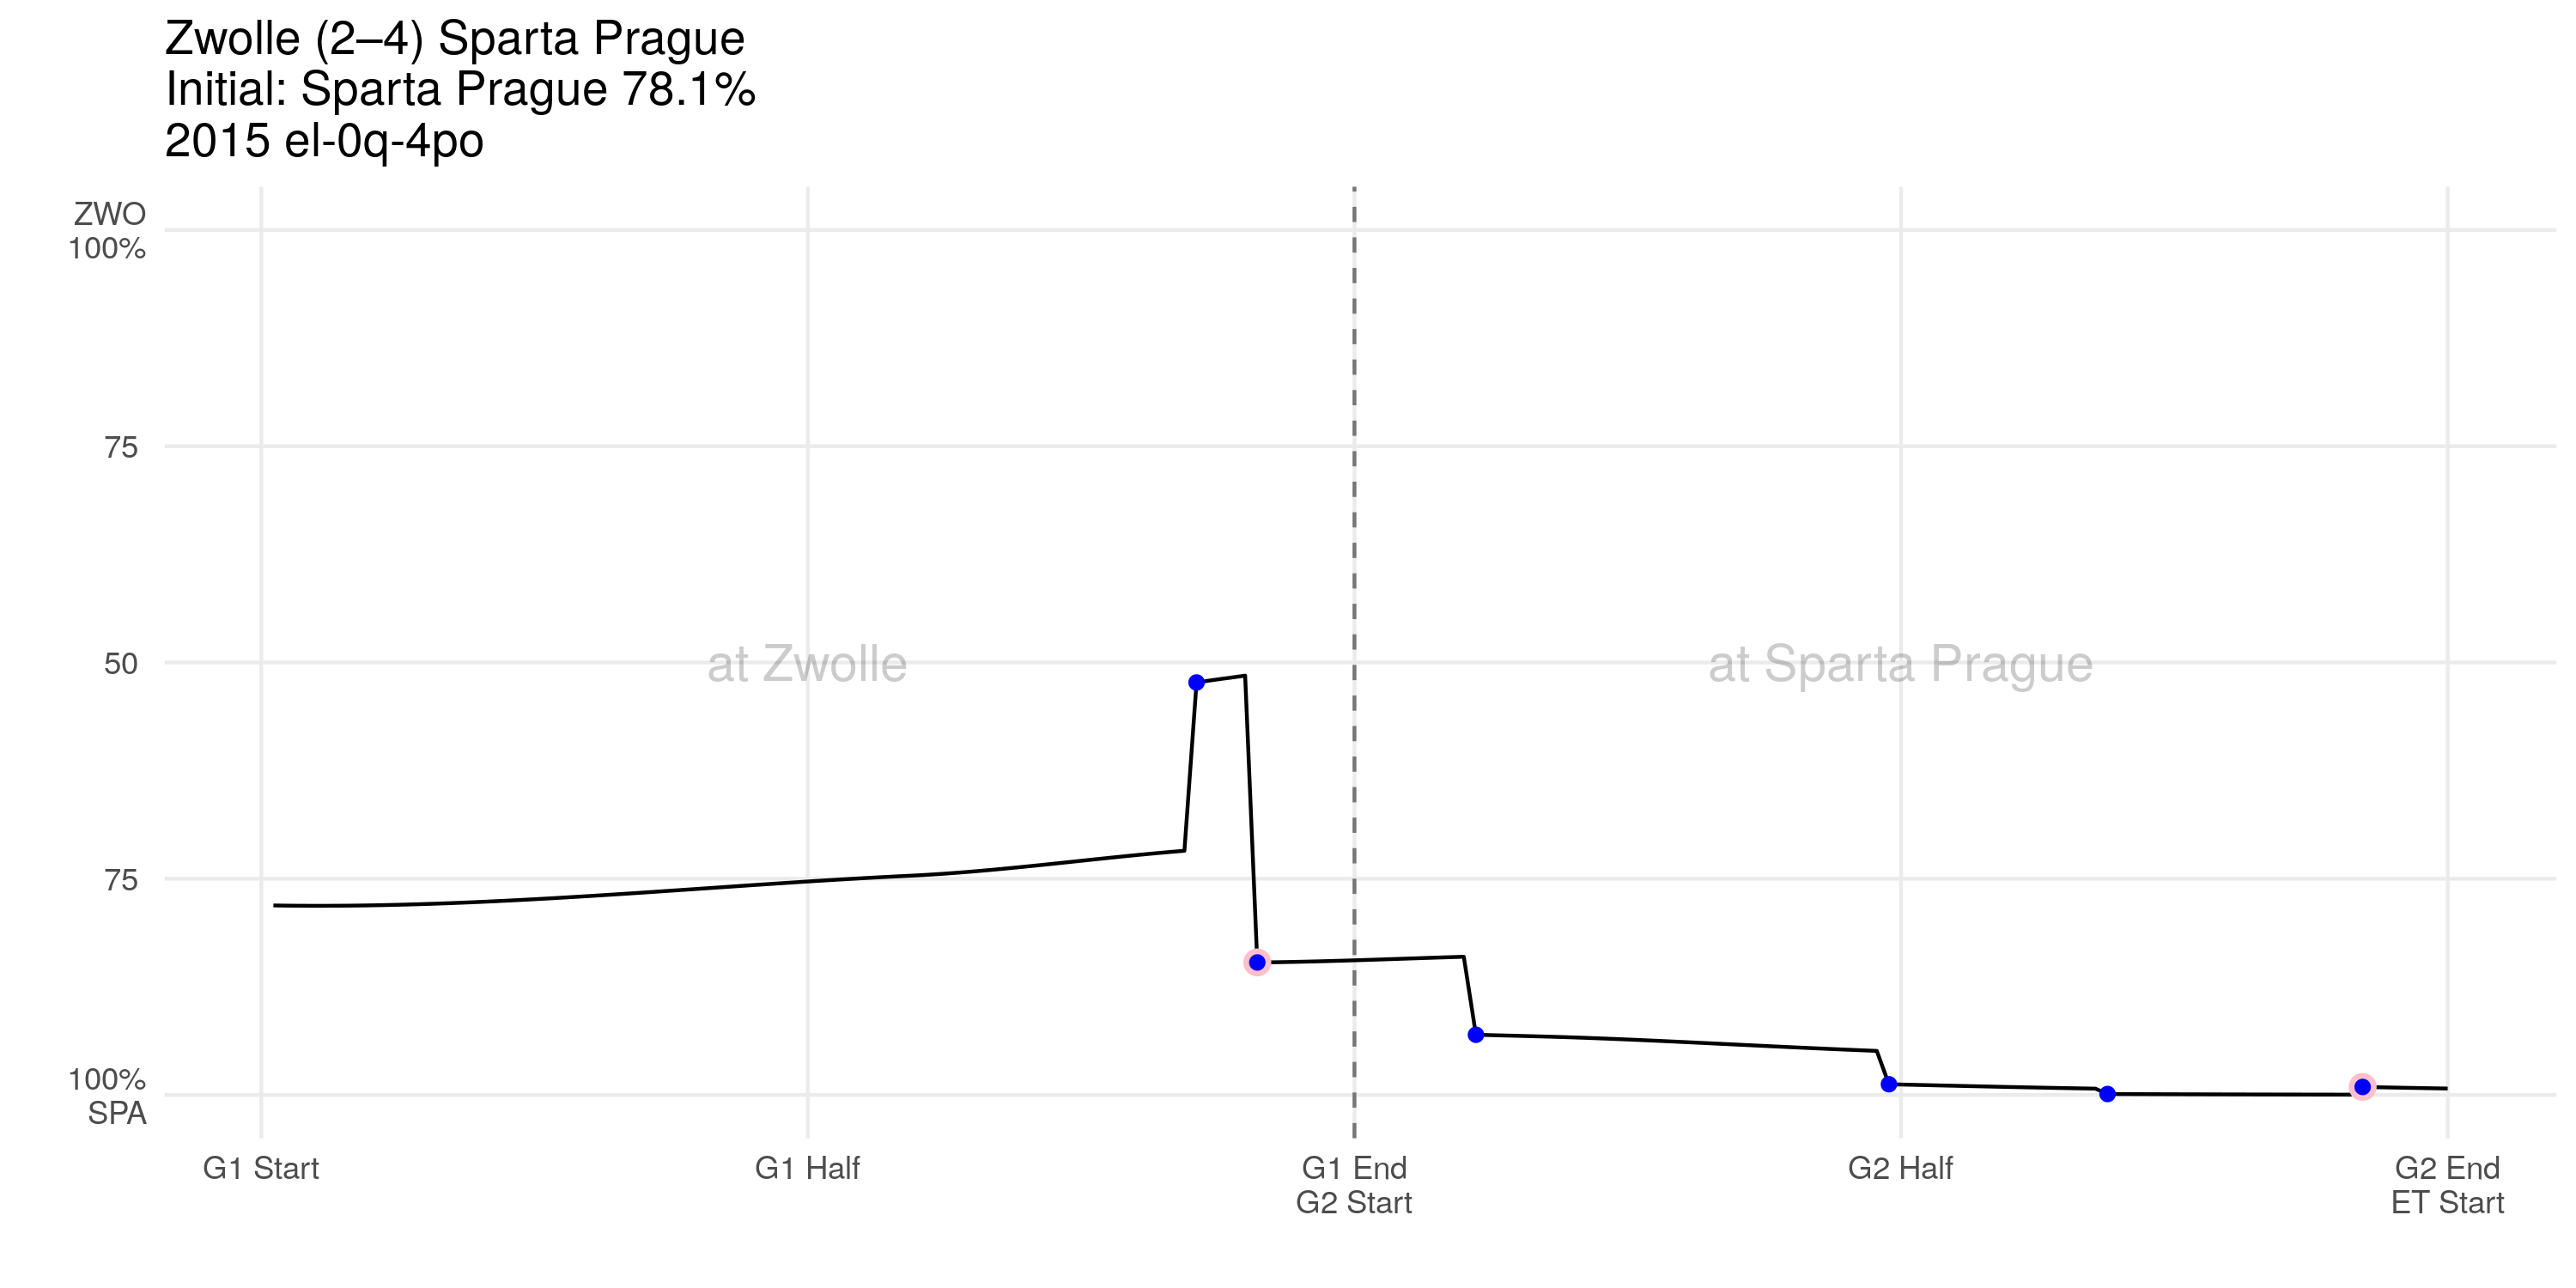 Zwolle (2–4) Sparta Prague
Initial: Sparta Prague 78.1%
2015 el-0q-4po
ZWO
100%
75
50
75
100%
SPA
at Zwolle
at Sparta Prague
G1 Start
G1 Half
G1 End
G2 Start
G2 Half
G2 End
ET Start